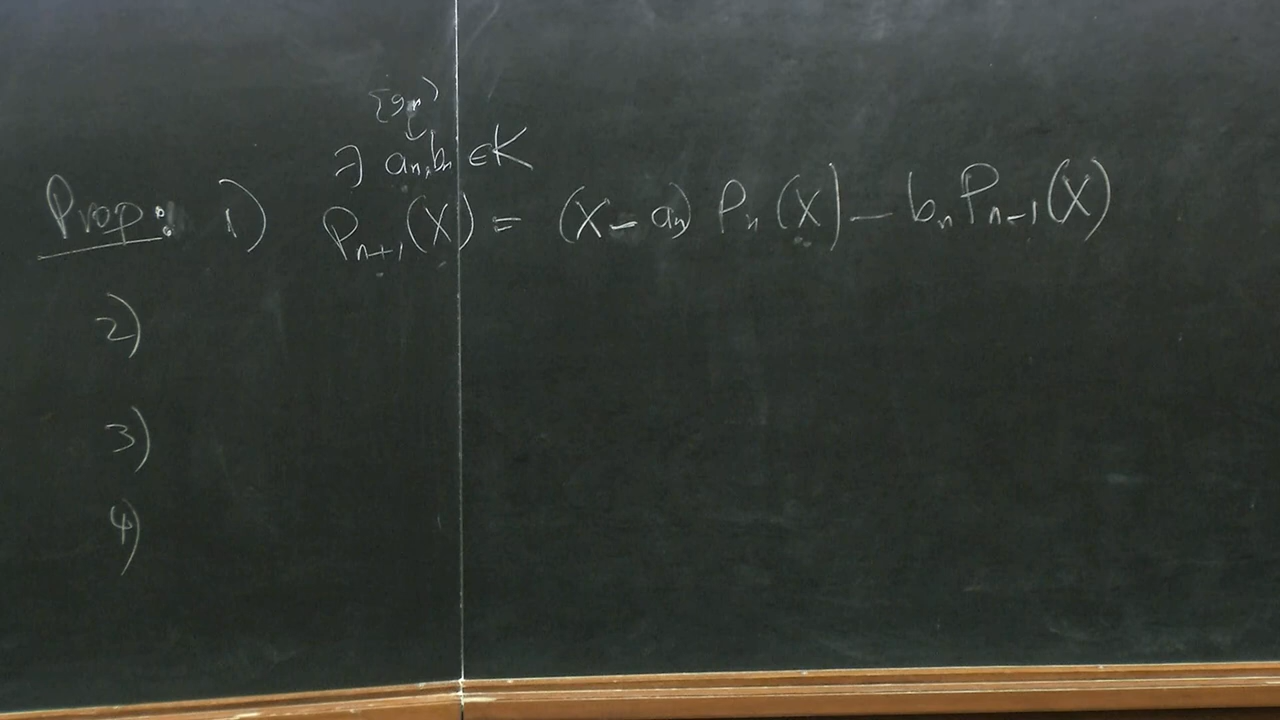 {g_n}
∃ a_n, b_n ∈ K
Prop: 1) P_{n+1}(X) = (X - a_n) P_n(X) - b_n P_{n-1}(X)
2)
3)
4)